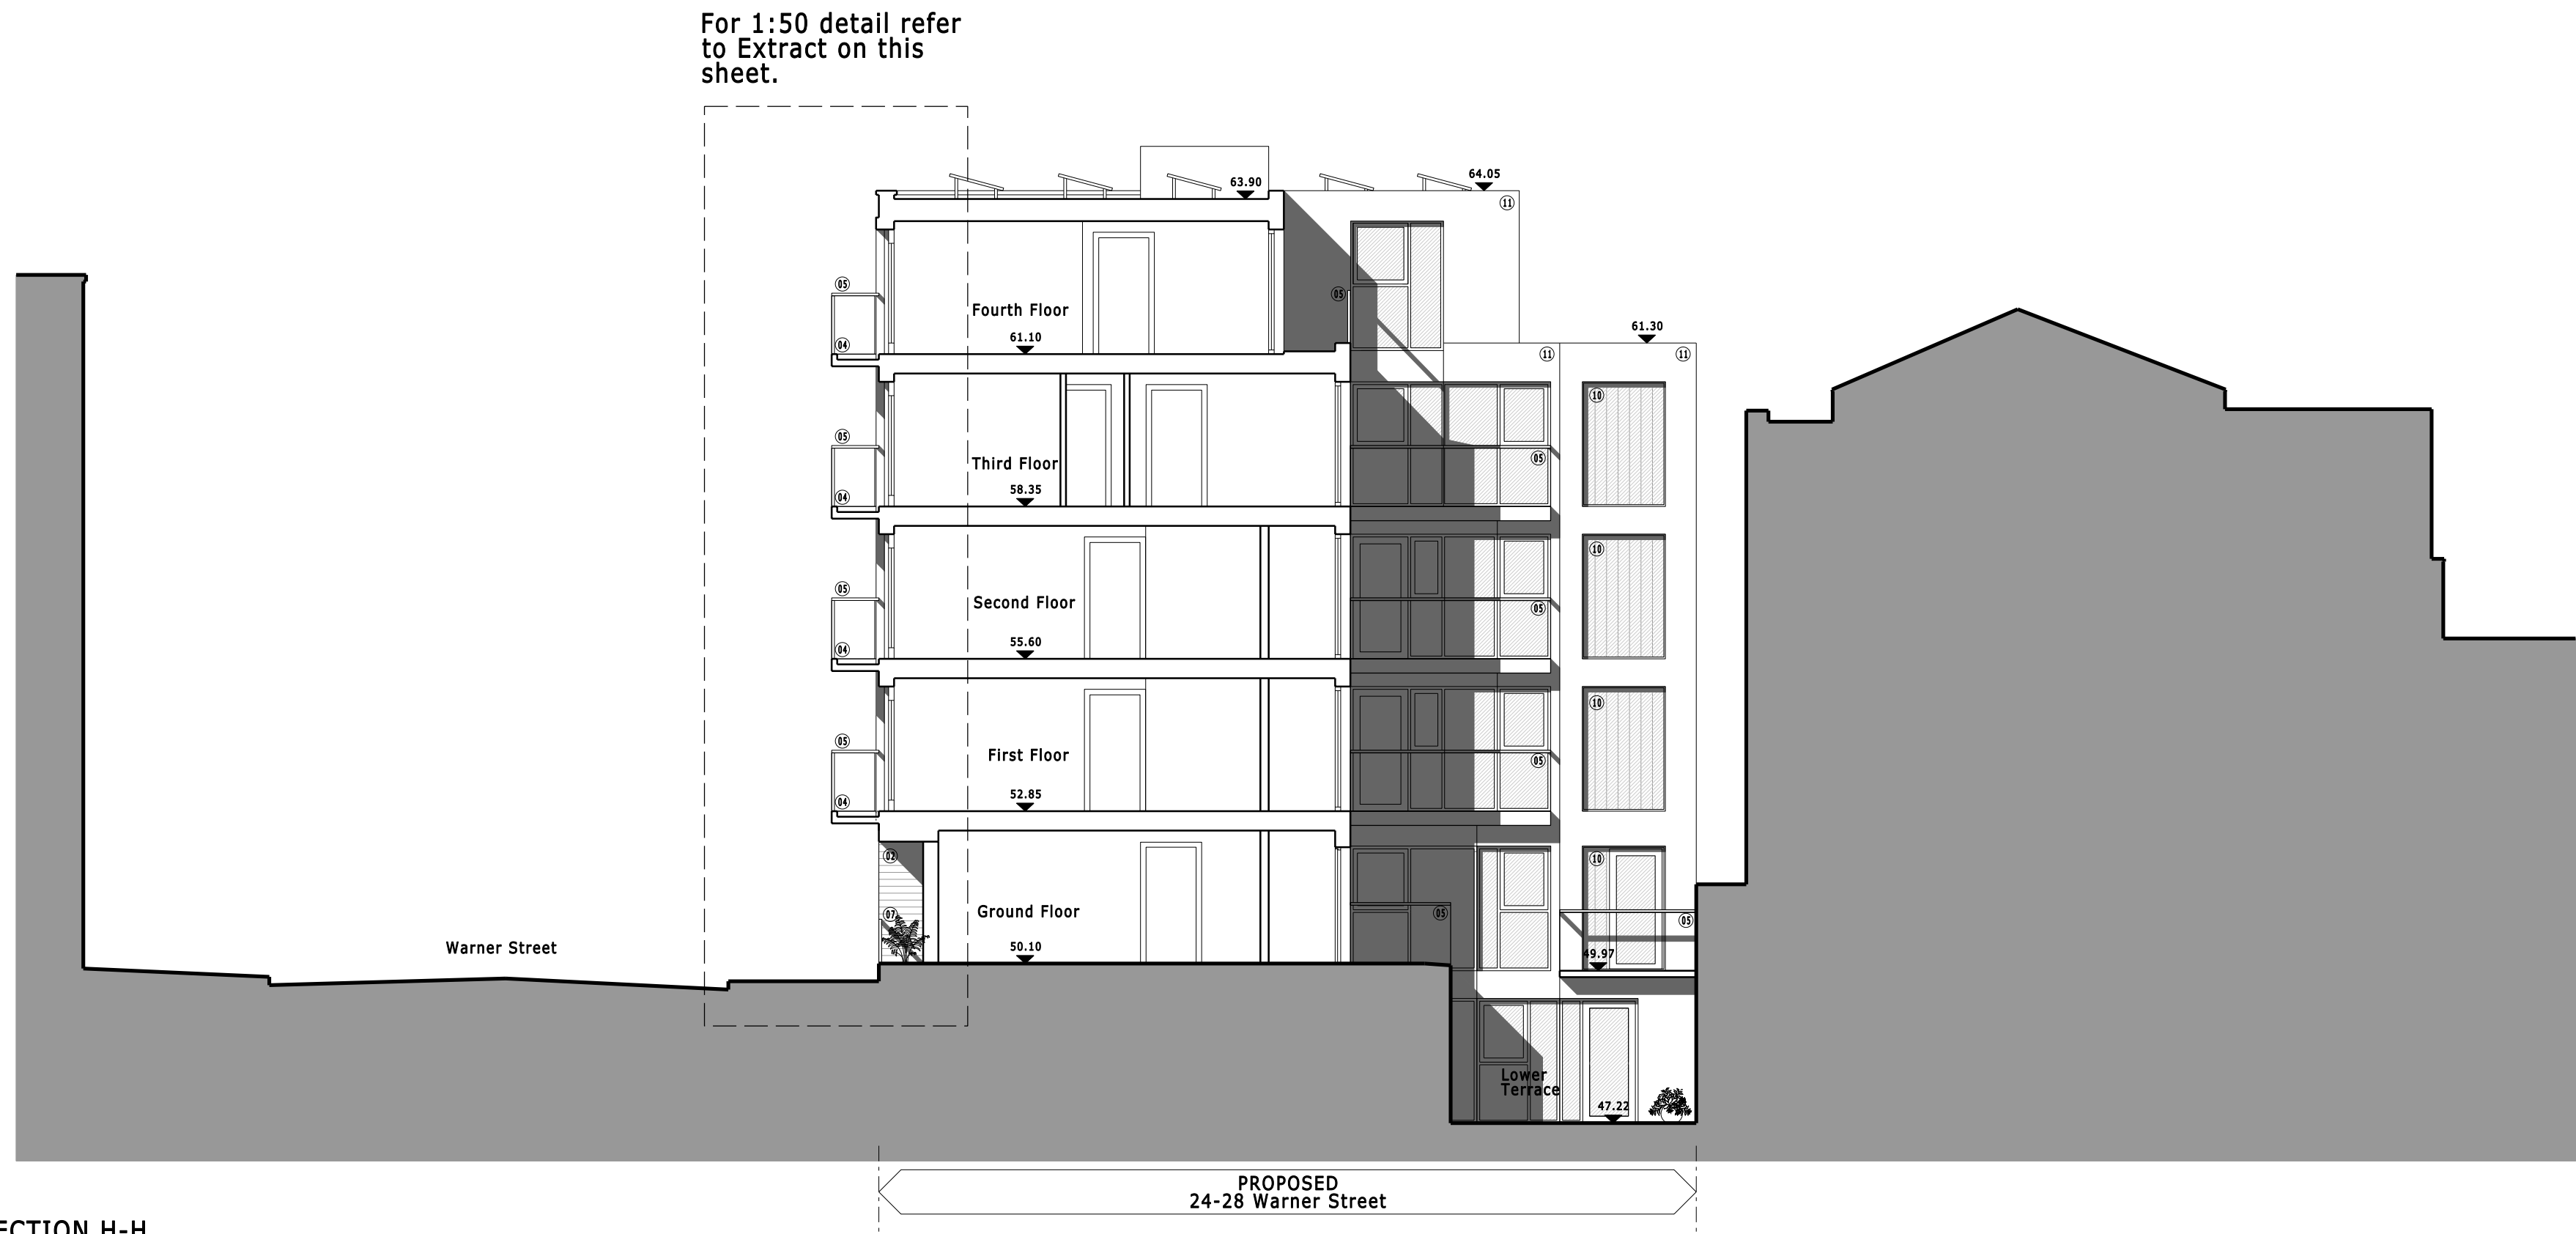 For 1:50 detail refer
to Extract on this
sheet.
63.90
64.05
11
05
05
Fourth Floor
61.30
61.10
04
11
11
10
05
Third Floor
05
58.35
04
10
05
Second Floor
05
55.60
04
10
05
First Floor
05
52.85
04
02
10
07
Ground Floor
05
05
Warner Street
50.10
49.97
Lower
Terrace
47.22
PROPOSED
24-28 Warner Street
ECTION H-H